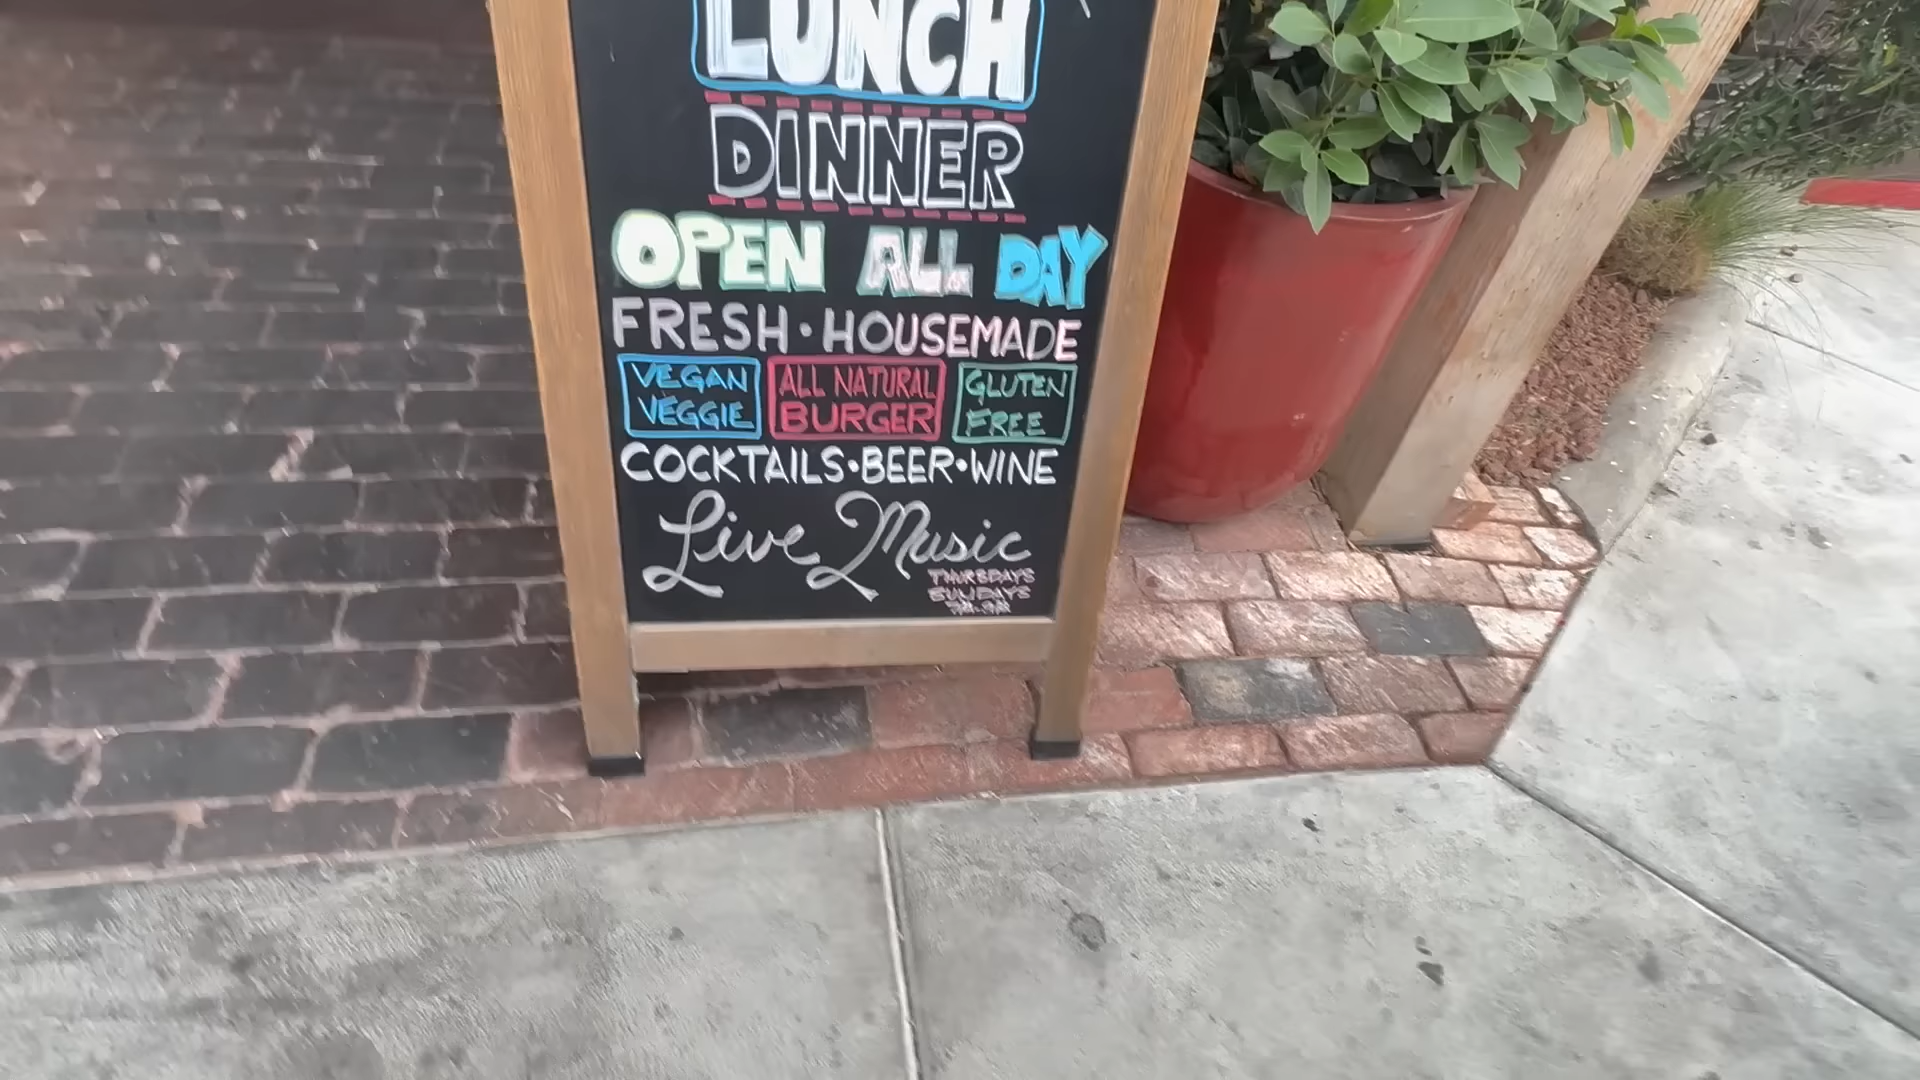 LUNCH
DINNER
OPEN ALL DAY
FRESH · HOUSEMADE
VEGAN VEGGIE
ALL NATURAL BURGER
GLUTEN FREE
COCKTAILS · BEER · WINE
Live Music
THURSDAYS
SUNDAYS